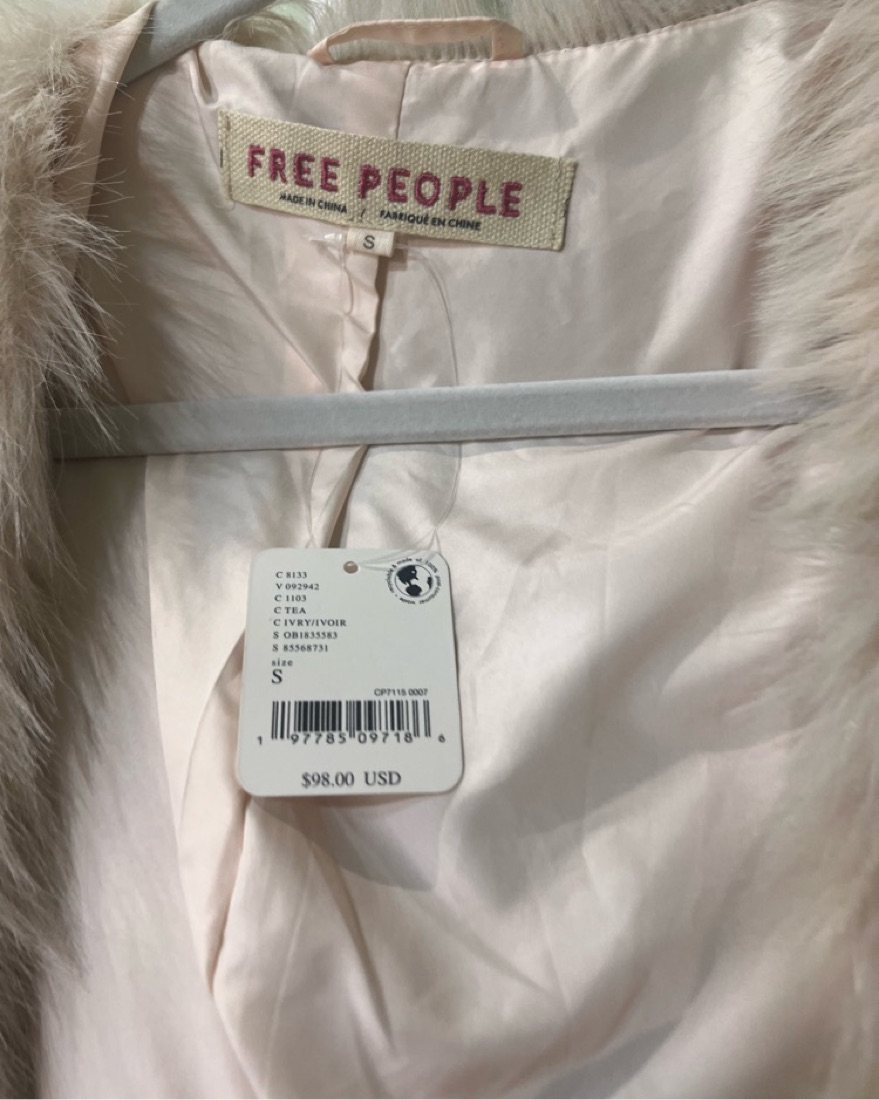 FREE PEOPLE
MADE IN CHINA / FABRIQUÉ EN CHINE
S
C 8133
V 092942
C 1103
C TEA
C IVRY/IVOIR
S OB1835583
S 85568731
size
S
CP7115 0007
1 97785 09718 6
$98.00 USD